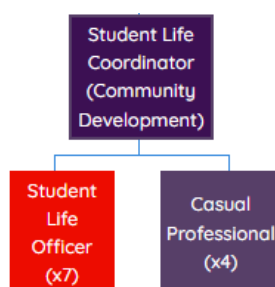 Student Life
Coordinator
(Community
Development)
Student
Life
Officer
(x7)
Casual
Professional
(x4)